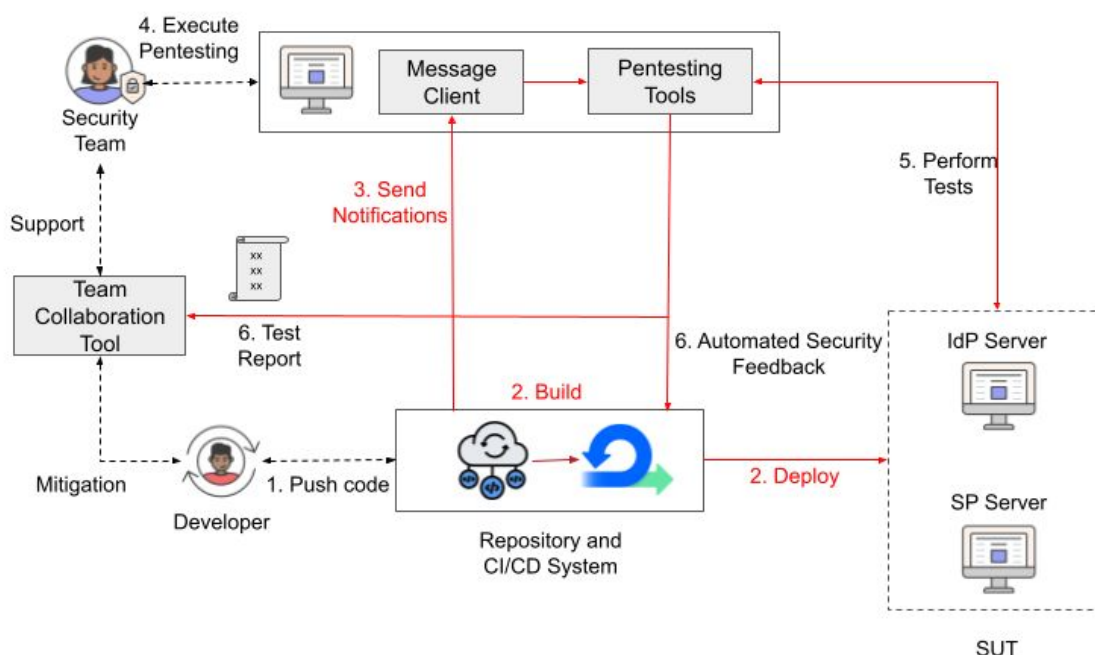 4. Execute
Pentesting
Security
Team
Message
Client
Pentesting
Tools
3. Send
Notifications
5. Perform
Tests
Support
xx
xx
xx
Team
Collaboration
Tool
6. Test
Report
6. Automated Security
Feedback
IdP Server
2. Build
Mitigation
1. Push code
Developer
2. Deploy
SP Server
Repository and
CI/CD System
SUT